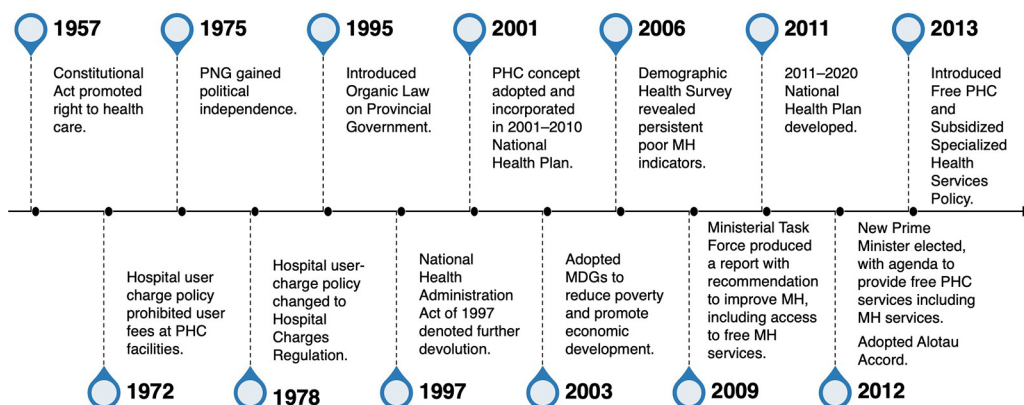 1957
Constitutional
Act promoted
right to health
care.
1975
PNG gained
political
independence.
1995
Introduced
Organic Law
on Provincial
Government.
2001
PHC concept
adopted and
incorporated
in 2001–2010
National
Health Plan.
2006
Demographic
Health Survey
revealed
persistent
poor MH
indicators.
2011
2011–2020
National
Health Plan
developed.
2013
Introduced
Free PHC
and
Subsidized
Specialized
Health
Services
Policy.
Hospital user
charge policy
prohibited user
fees at PHC
facilities.
1972
Hospital user-
charge policy
changed to
Hospital
Charges
Regulation.
1978
National
Health
Administration
Act of 1997
denoted further
devolution.
1997
Adopted
MDGs to
reduce poverty
and promote
economic
development.
2003
Ministerial Task
Force produced
a report with
recommendation
to improve MH,
including access
to free MH
services.
2009
New Prime
Minister elected,
with agenda to
provide free PHC
services including
MH services.
Adopted Alotau
Accord.
2012